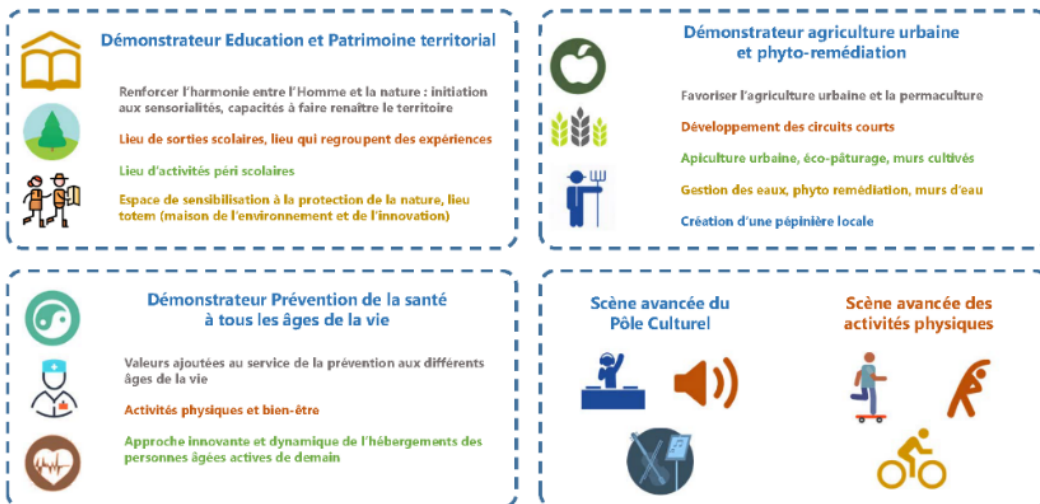 Démonstrateur Education et Patrimoine territorial
Renforcer l'harmonie entre l'Homme et la nature : initiation
aux sensorialités, capacités à faire renaître le territoire
Lieu de sorties scolaires, lieu qui regroupent des expériences
Lieu d'activités péri scolaires
Espace de sensibilisation à la protection de la nature, lieu
totem (maison de l'environnement et de l'innovation)
Démonstrateur agriculture urbaine
et phyto-remédiation
Favoriser l'agriculture urbaine et la permaculture
Développement des circuits courts
Apiculture urbaine, éco-pâturage, murs cultivés
Gestion des eaux, phyto remédiation, murs d'eau
Création d'une pépinière locale
Démonstrateur Prévention de la santé
à tous les âges de la vie
Valeurs ajoutées au service de la prévention aux différents
âges de la vie
Activités physiques et bien-être
Approche innovante et dynamique de l'hébergements des
personnes âgées actives de demain
Scène avancée du
Pôle Culturel
Scène avancée des
activités physiques